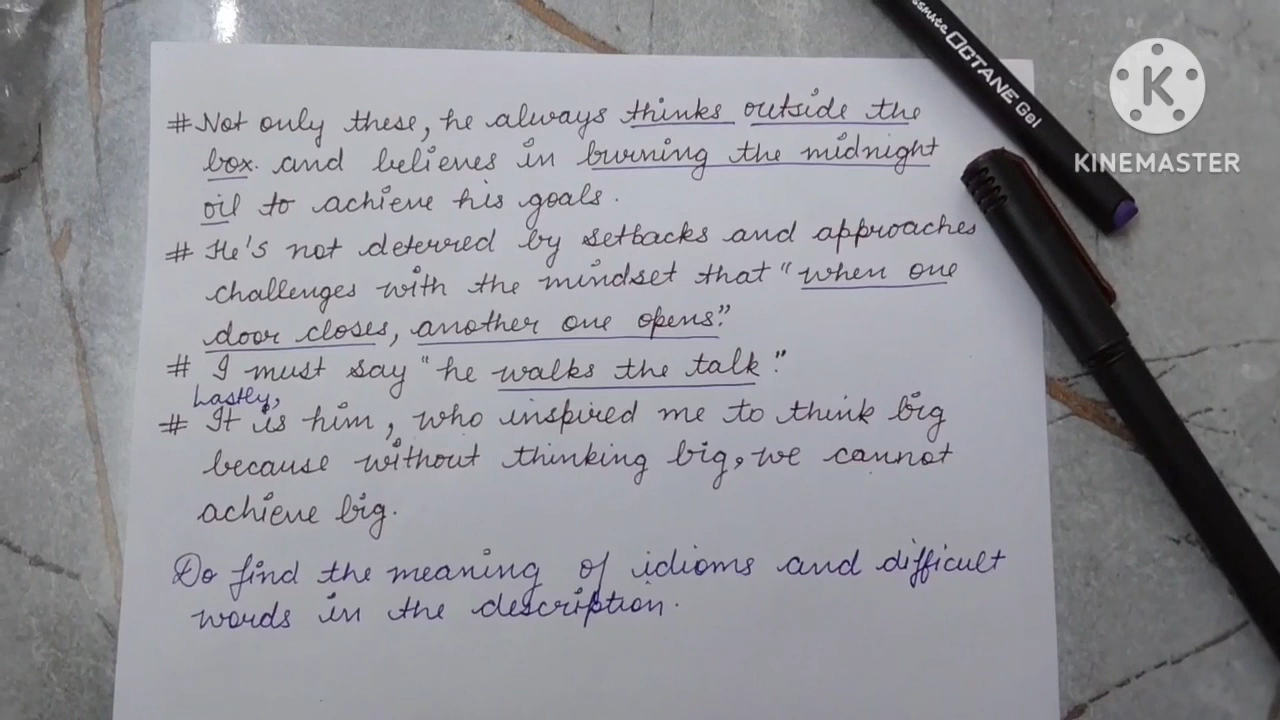 # Not only these, he always thinks outside the
box. and believes in burning the midnight
oil to achieve his goals.
# He's not deterred by setbacks and approaches
challenges with the mindset that "when one
door closes, another one opens."
# I must say "he walks the talk."
Lastly,
# It is him, who inspired me to think big
because without thinking big, we cannot
achieve big.
Do find the meaning of idioms and difficult
words in the description.
OCTANE Gel
K
KINEMASTER